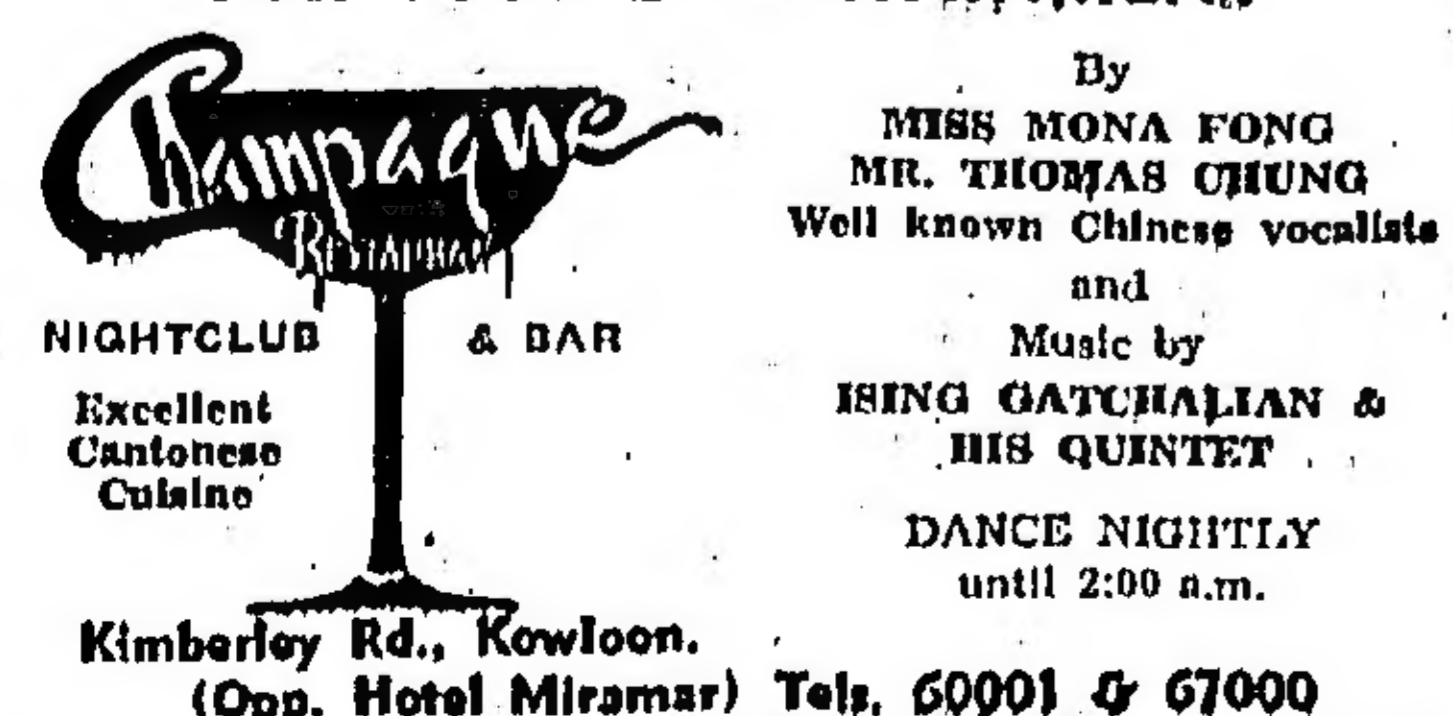 Champagne
RESTAURANT
NIGHTCLUB & BAR
Excellent
Cantonese
Cuisine
By
MISS MONA FONG
MR. THOMAS CHUNG
Well known Chinese vocalists
and
Music by
ISING GATCHALIAN &
HIS QUINTET
DANCE NIGHTLY
until 2:00 a.m.
Kimberley Rd., Kowloon.
(Opp. Hotel Miramar) Tels. 60001 & 67000